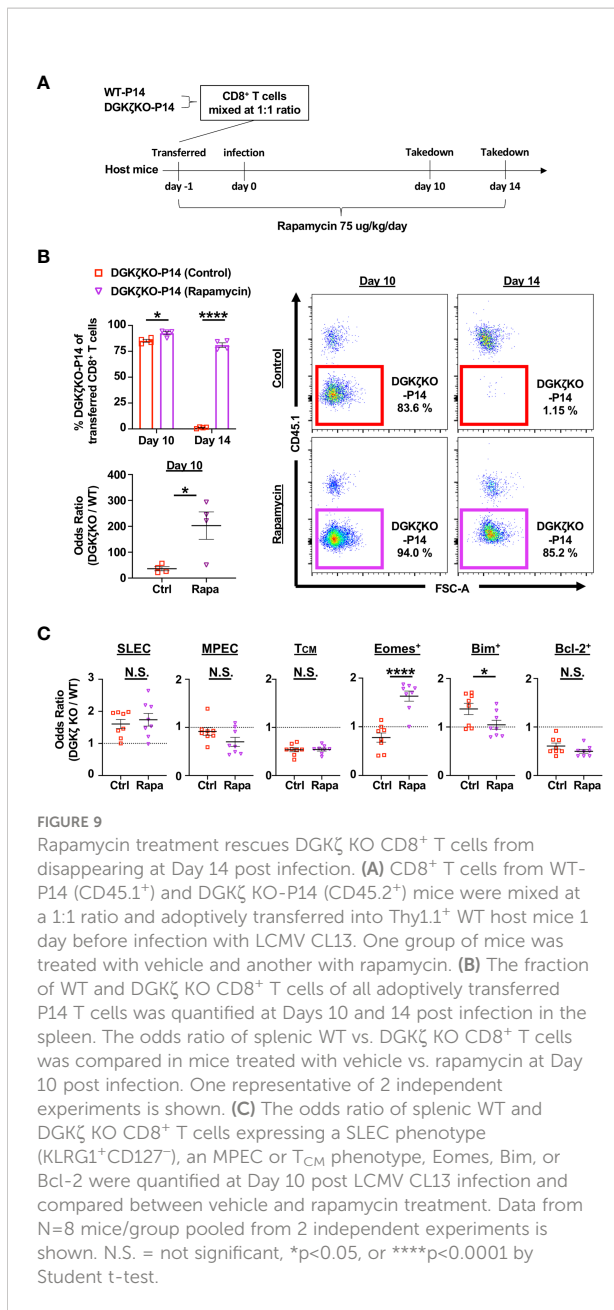 A
WT-P14
DGKζKO-P14
CD8⁺ T cells
mixed at 1:1 ratio
Transferred
infection
Takedown
Takedown
Host mice
day -1
day 0
day 10
day 14
Rapamycin 75 ug/kg/day
B
DGKζKO-P14 (Control)
DGKζKO-P14 (Rapamycin)
% DGKζKO-P14 of
transferred CD8⁺ T cells
100
75
50
25
0
*
****
Day 10
Day 14
Day 10
Odds Ratio
(DGKζKO / WT)
400
300
200
100
0
*
Ctrl
Rapa
Day 10
Day 14
Control
Rapamycin
CD45.1
FSC-A
DGKζKO
-P14
83.6 %
DGKζKO
-P14
1.15 %
DGKζKO
-P14
94.0 %
DGKζKO
-P14
85.2 %
C
Odds Ratio
(DGKζ KO / WT)
SLEC
N.S.
3
2
1
0
Ctrl Rapa
MPEC
N.S.
2
1
0
Ctrl Rapa
TCM
N.S.
2
1
0
Ctrl Rapa
Eomes⁺
****
2
1
0
Ctrl Rapa
Bim⁺
*
2
1
0
Ctrl Rapa
Bcl-2⁺
N.S.
2
1
0
Ctrl Rapa
FIGURE 9
Rapamycin treatment rescues DGKζ KO CD8⁺ T cells from
disappearing at Day 14 post infection. (A) CD8⁺ T cells from WT-
P14 (CD45.1⁺) and DGKζ KO-P14 (CD45.2⁺) mice were mixed at
a 1:1 ratio and adoptively transferred into Thy1.1⁺ WT host mice 1
day before infection with LCMV CL13. One group of mice was
treated with vehicle and another with rapamycin. (B) The fraction
of WT and DGKζ KO CD8⁺ T cells of all adoptively transferred
P14 T cells was quantified at Days 10 and 14 post infection in the
spleen. The odds ratio of splenic WT vs. DGKζ KO CD8⁺ T cells
was compared in mice treated with vehicle vs. rapamycin at Day
10 post infection. One representative of 2 independent
experiments is shown. (C) The odds ratio of splenic WT and
DGKζ KO CD8⁺ T cells expressing a SLEC phenotype
(KLRG1⁺CD127⁻), an MPEC or TCM phenotype, Eomes, Bim, or
Bcl-2 were quantified at Day 10 post LCMV CL13 infection and
compared between vehicle and rapamycin treatment. Data from
N=8 mice/group pooled from 2 independent experiments is
shown. N.S. = not significant, *p<0.05, or ****p<0.0001 by
Student t-test.